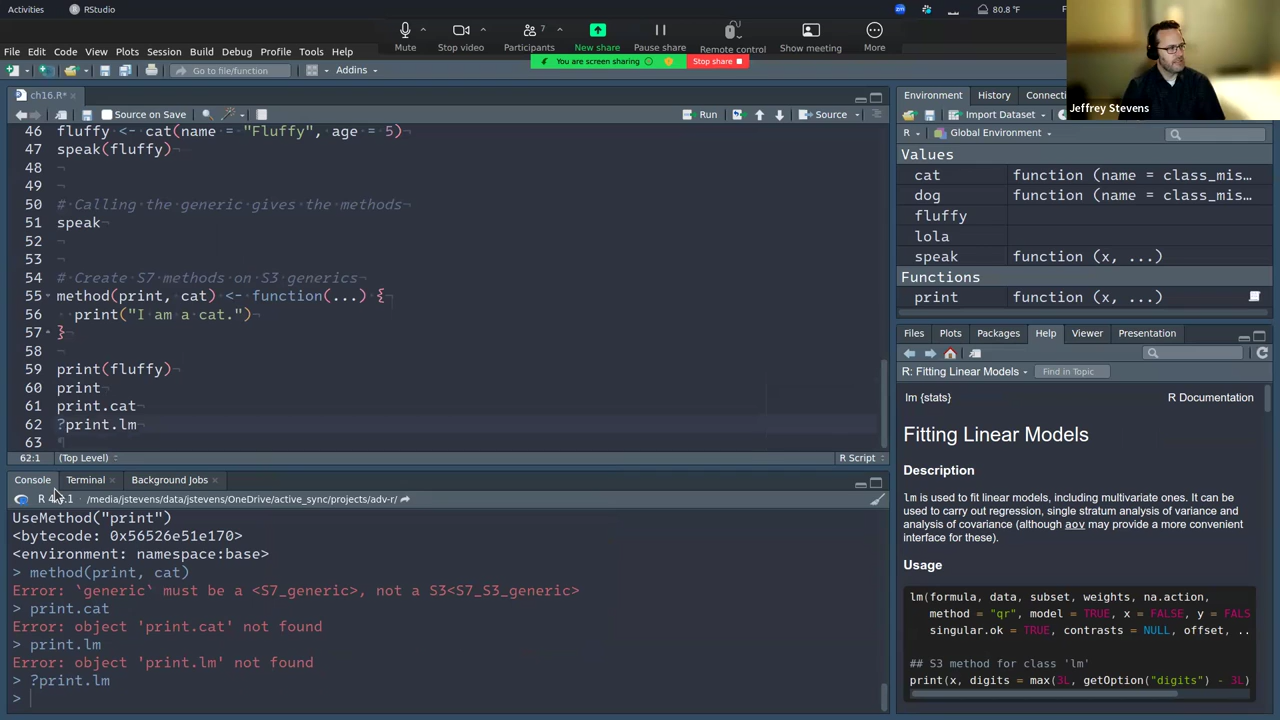 Activities
RStudio
80.8 °F
File Edit Code View Plots Session Build Debug Profile Tools Help
Mute
Stop video
7
Participants
New share
Pause share
Remote control
Show meeting
More
You are screen sharing
Stop share
Jeffrey Stevens
Go to file/function
Addins
ch16.R*
Source on Save
Run
Source
46 fluffy <- cat(name = "Fluffy", age = 5)
47 speak(fluffy)¬
48 ¬
49 ¬
50 # Calling the generic gives the methods
51 speak¬
52 ¬
53 ¬
54 # Create S7 methods on S3 generics¬
55 method(print, cat) <- function(...) {¬
56 print("I am a cat.")¬
57 }¬
58 ¬
59 print(fluffy)¬
60 print¬
61 print.cat¬
62 ?print.lm¬
63 ¶
62:1 (Top Level)
R Script
Console Terminal Background Jobs
/media/jstevens/data/jstevens/OneDrive/active_sync/projects/adv-r/
UseMethod("print")
<bytecode: 0x56526e51e170>
<environment: namespace:base>
> method(print, cat)
Error: `generic` must be a <S7_generic>, not a S3<S7_S3_generic>
> print.cat
Error: object 'print.cat' not found
> print.lm
Error: object 'print.lm' not found
> ?print.lm
>
Environment History Connecti
Import Dataset
R Global Environment
Values
cat function (name = class_mis…
dog function (name = class_mis…
fluffy
lola
speak function (x, ...)
Functions
print function (x, ...)
Files Plots Packages Help Viewer Presentation
R: Fitting Linear Models
Find in Topic
lm {stats}
R Documentation
Fitting Linear Models
Description
lm is used to fit linear models, including multivariate ones. It can be
used to carry out regression, single stratum analysis of variance and
analysis of covariance (although aov may provide a more convenient
interface for these).
Usage
lm(formula, data, subset, weights, na.action,
method = "qr", model = TRUE, x = FALSE, y = FALS
singular.ok = TRUE, contrasts = NULL, offset, ..
## S3 method for class 'lm'
print(x, digits = max(3L, getOption("digits") - 3L)